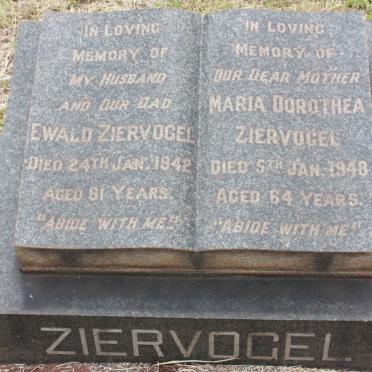 IN LOVING
MEMORY OF
MY HUSBAND
AND OUR DAD
EWALD ZIERVOGEL
DIED 24TH JAN. 1942
AGED 61 YEARS.
"ABIDE WITH ME."
IN LOVING
MEMORY OF
OUR DEAR MOTHER
MARIA DOROTHEA
ZIERVOGEL
DIED 5TH JAN. 1948
AGED 64 YEARS.
"ABIDE WITH ME"
ZIERVOGEL